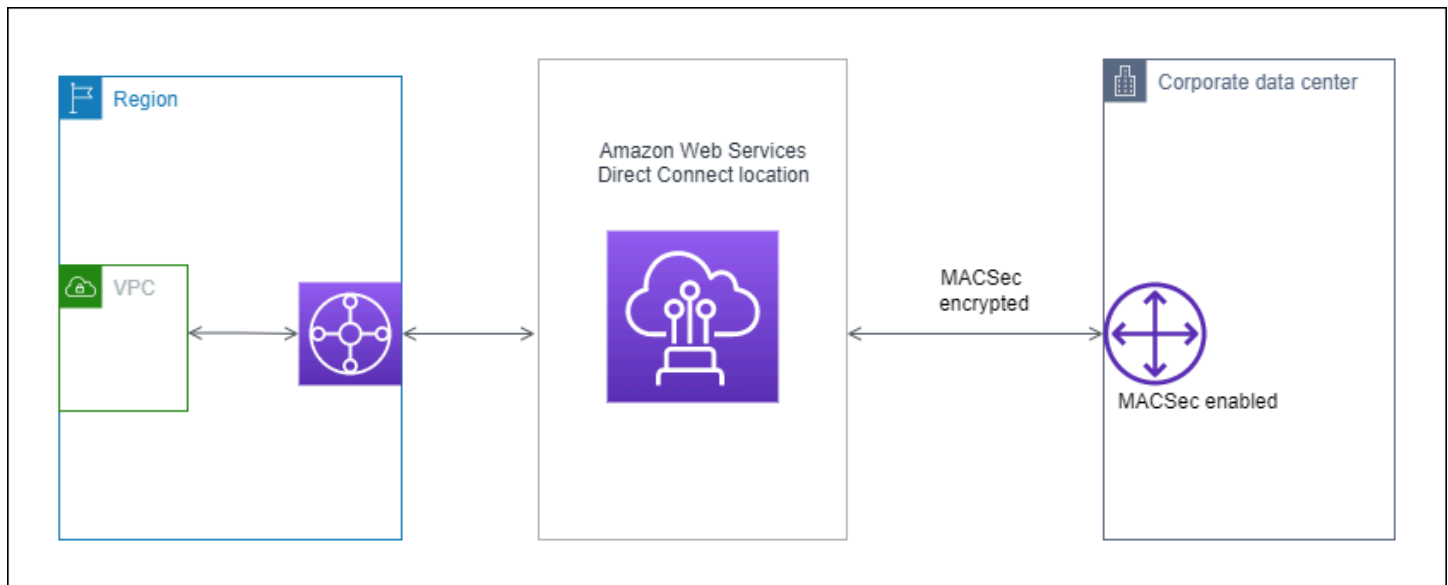 Region
VPC
Amazon Web Services
Direct Connect location
MACSec
encrypted
Corporate data center
MACSec enabled